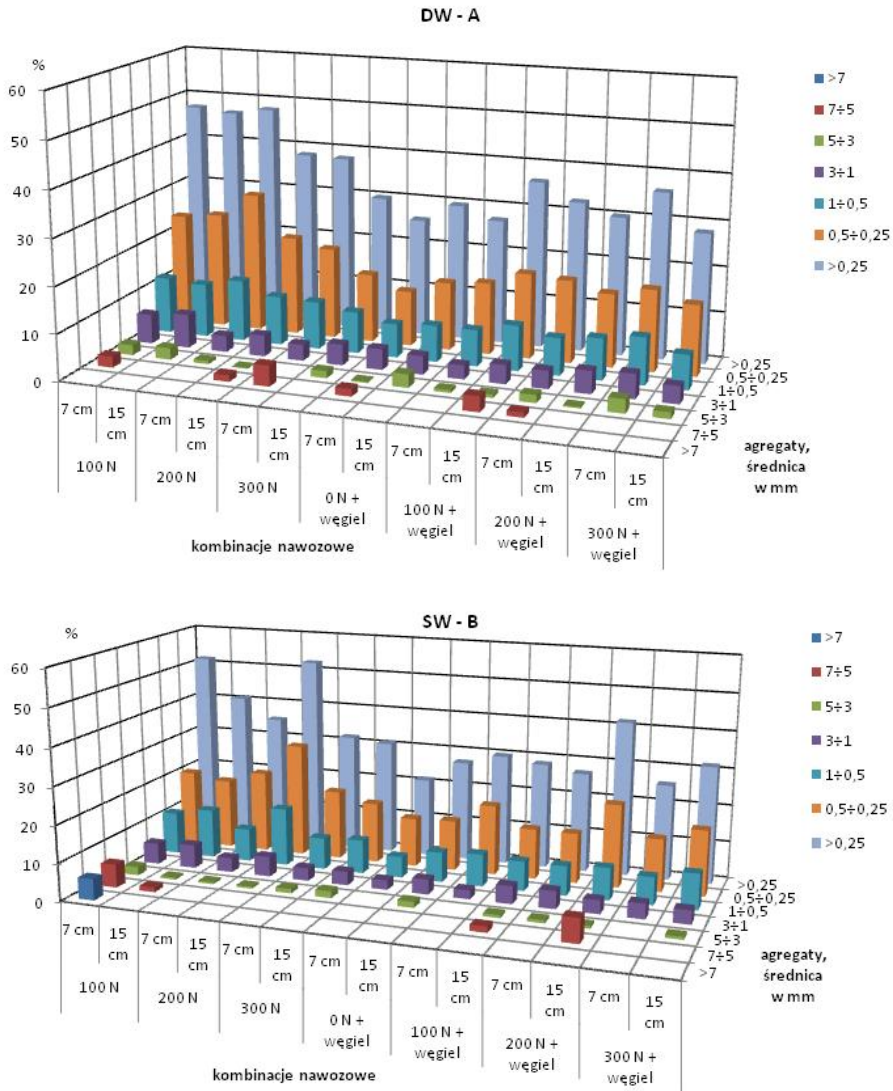 DW - A
%
60
50
40
30
20
10
0
7 cm
15 cm
7 cm
15 cm
7 cm
15 cm
7 cm
15 cm
7 cm
15 cm
7 cm
15 cm
7 cm
15 cm
100 N
200 N
300 N
0 N + węgiel
100 N + węgiel
200 N + węgiel
300 N + węgiel
kombinacje nawozowe
>0,25
0,5÷0,25
1÷0,5
3÷1
5÷3
7÷5
>7
agregaty,
średnica
w mm
>7
7÷5
5÷3
3÷1
1÷0,5
0,5÷0,25
>0,25
SW - B
%
60
50
40
30
20
10
0
7 cm
15 cm
7 cm
15 cm
7 cm
15 cm
7 cm
15 cm
7 cm
15 cm
7 cm
15 cm
7 cm
15 cm
100 N
200 N
300 N
0 N + węgiel
100 N + węgiel
200 N + węgiel
300 N + węgiel
kombinacje nawozowe
>0,25
0,5÷0,25
1÷0,5
3÷1
5÷3
7÷5
>7
agregaty,
średnica
w mm
>7
7÷5
5÷3
3÷1
1÷0,5
0,5÷0,25
>0,25